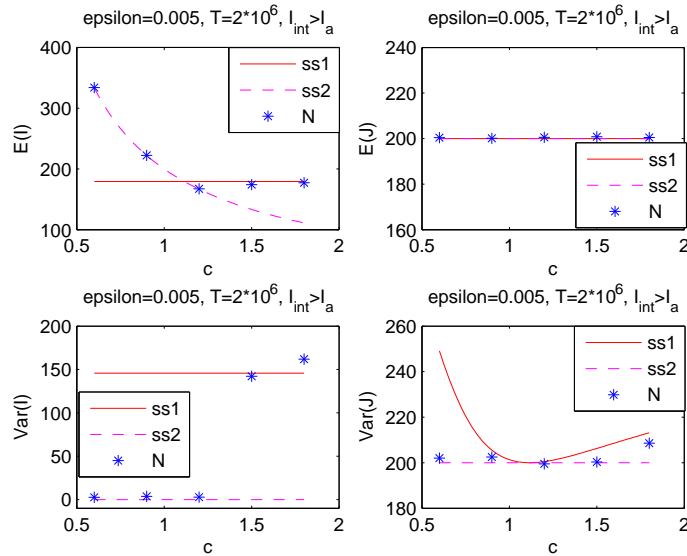 epsilon=0.005, T=2*10^6, I_int>I_a
400
300
200
100
E(I)
0.5
1
1.5
2
c
ss1
ss2
N
epsilon=0.005, T=2*10^6, I_int>I_a
240
220
200
180
160
E(J)
0.5
1
1.5
2
c
ss1
ss2
N
epsilon=0.005, T=2*10^6, I_int>I_a
200
150
100
50
0
Var(I)
0.5
1
1.5
2
c
ss1
ss2
N
epsilon=0.005, T=2*10^6, I_int>I_a
260
240
220
200
180
Var(J)
0.5
1
1.5
2
c
ss1
ss2
N